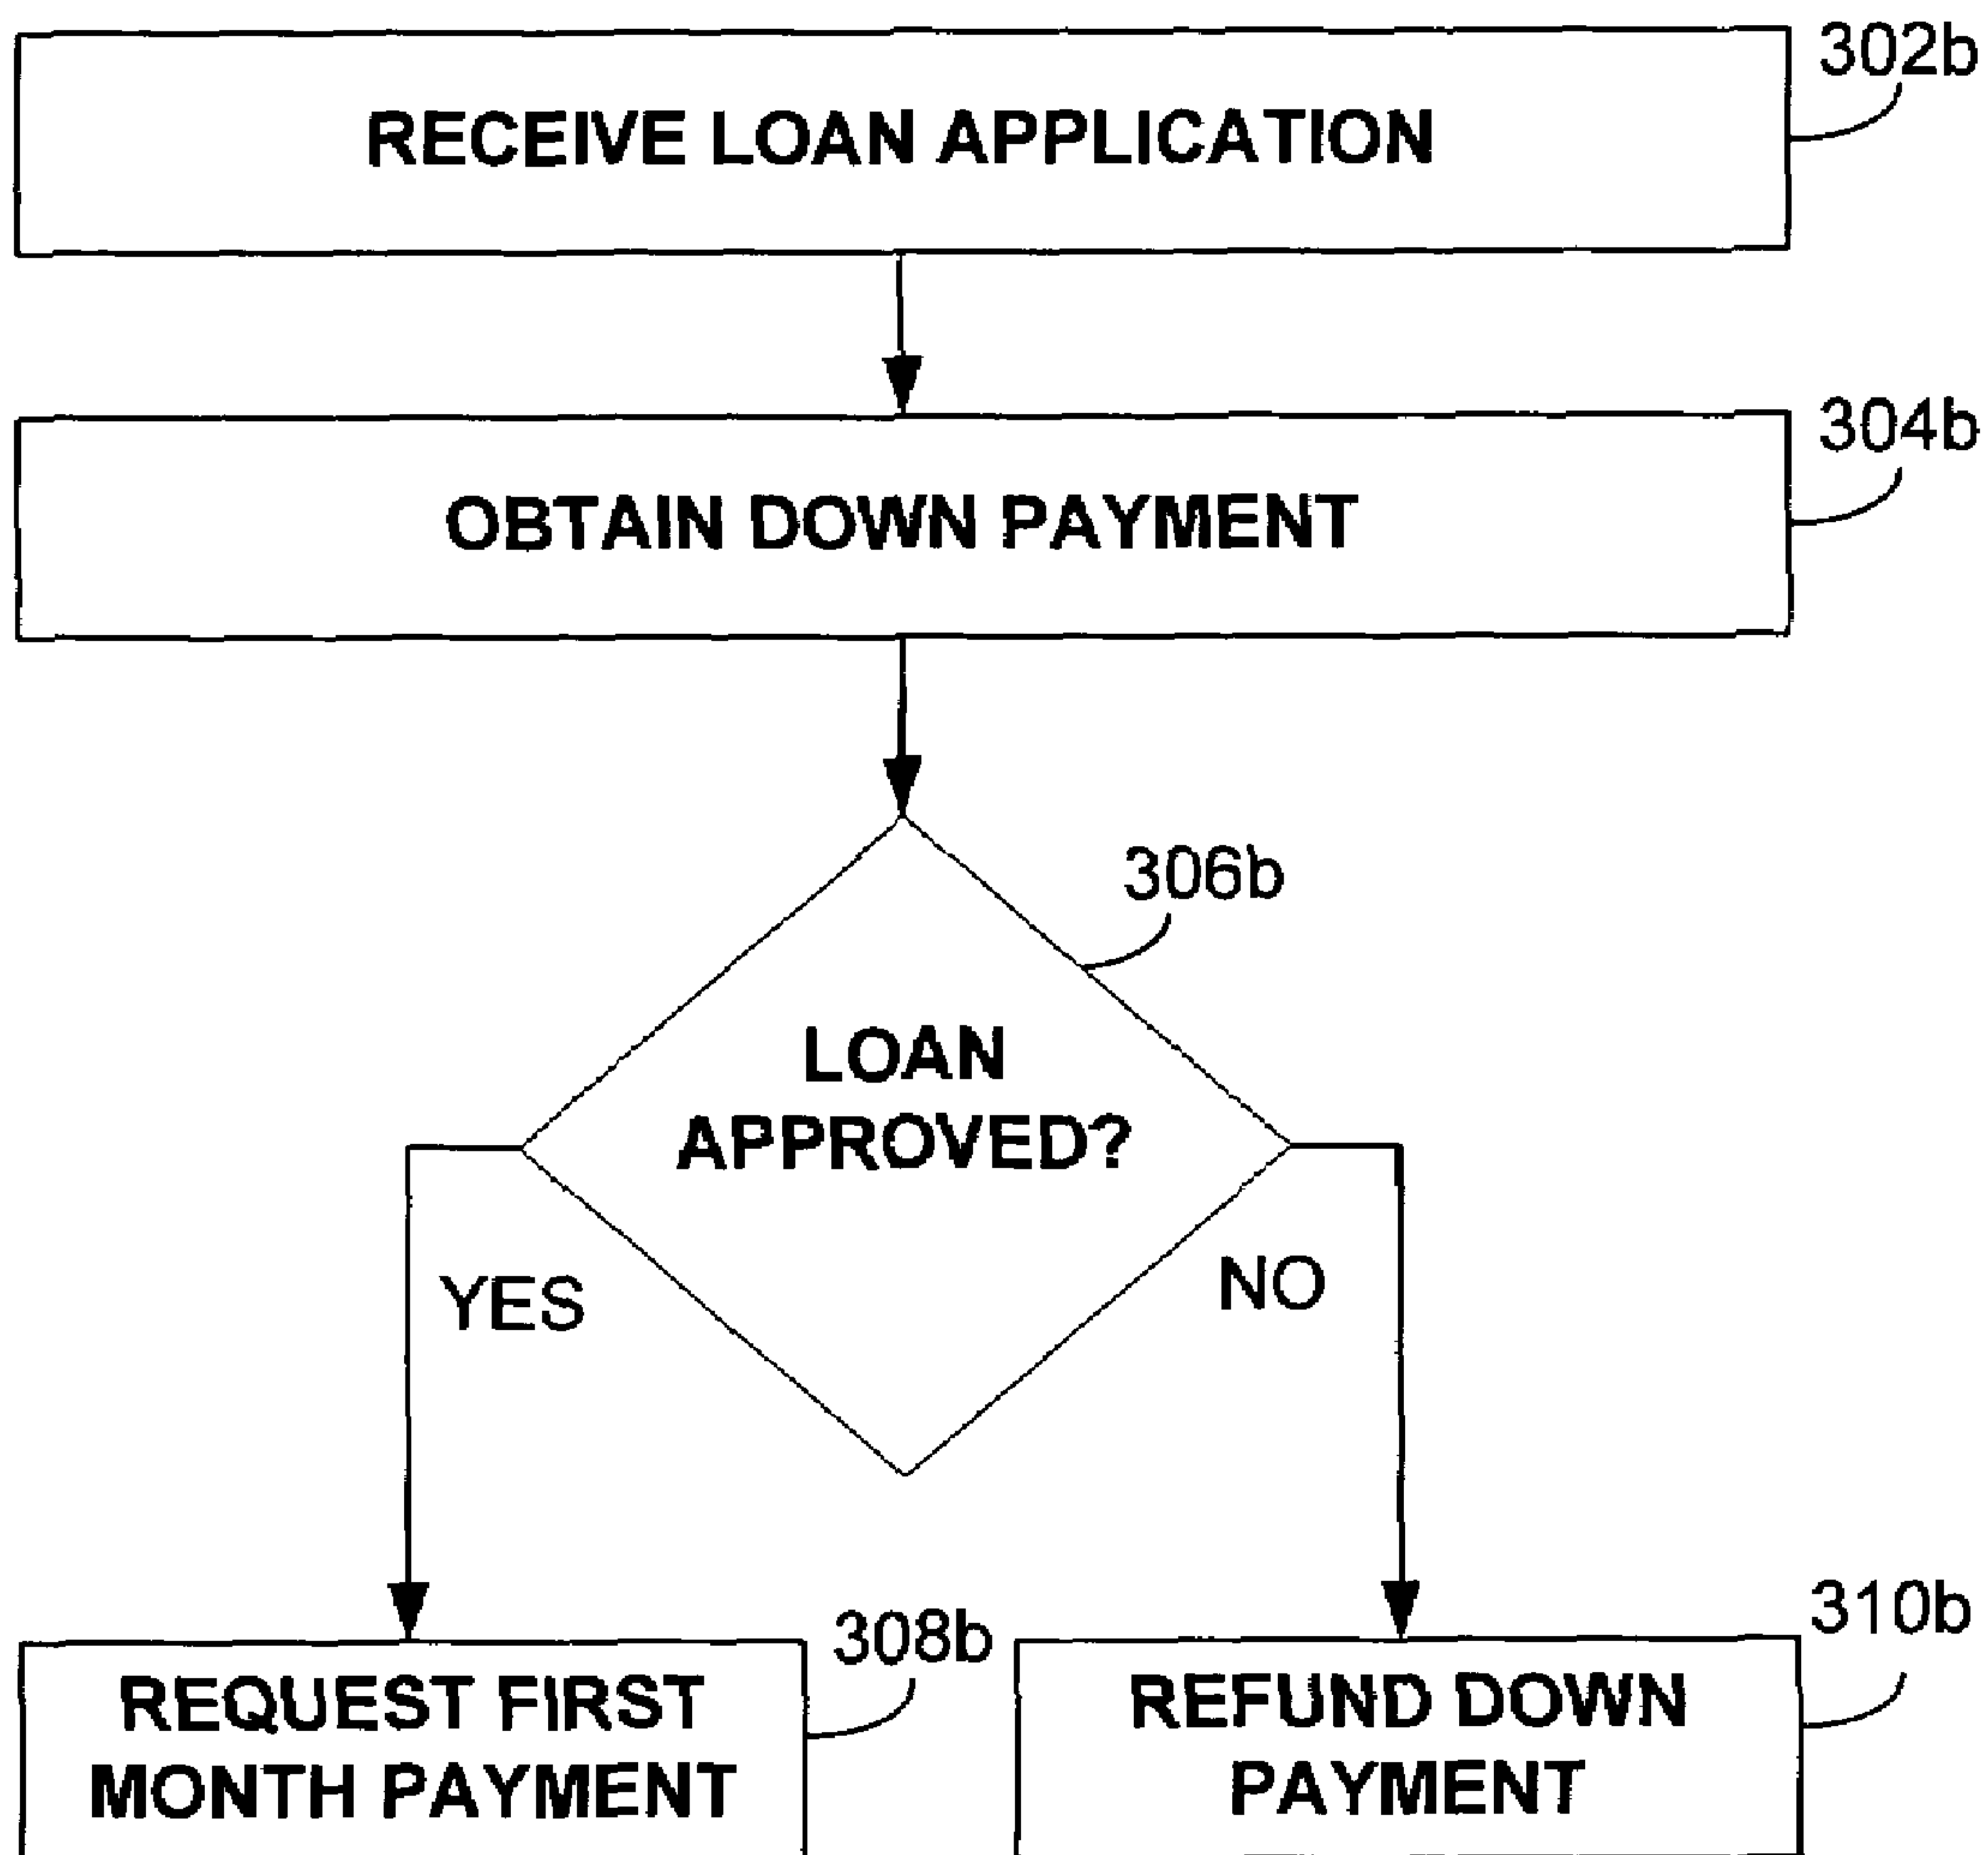 302b
RECEIVE LOAN APPLICATION
304b
OBTAIN DOWN PAYMENT
306b
LOAN
APPROVED?
YES
NO
308b
310b
REQUEST FIRST
MONTH PAYMENT
REFUND DOWN
PAYMENT